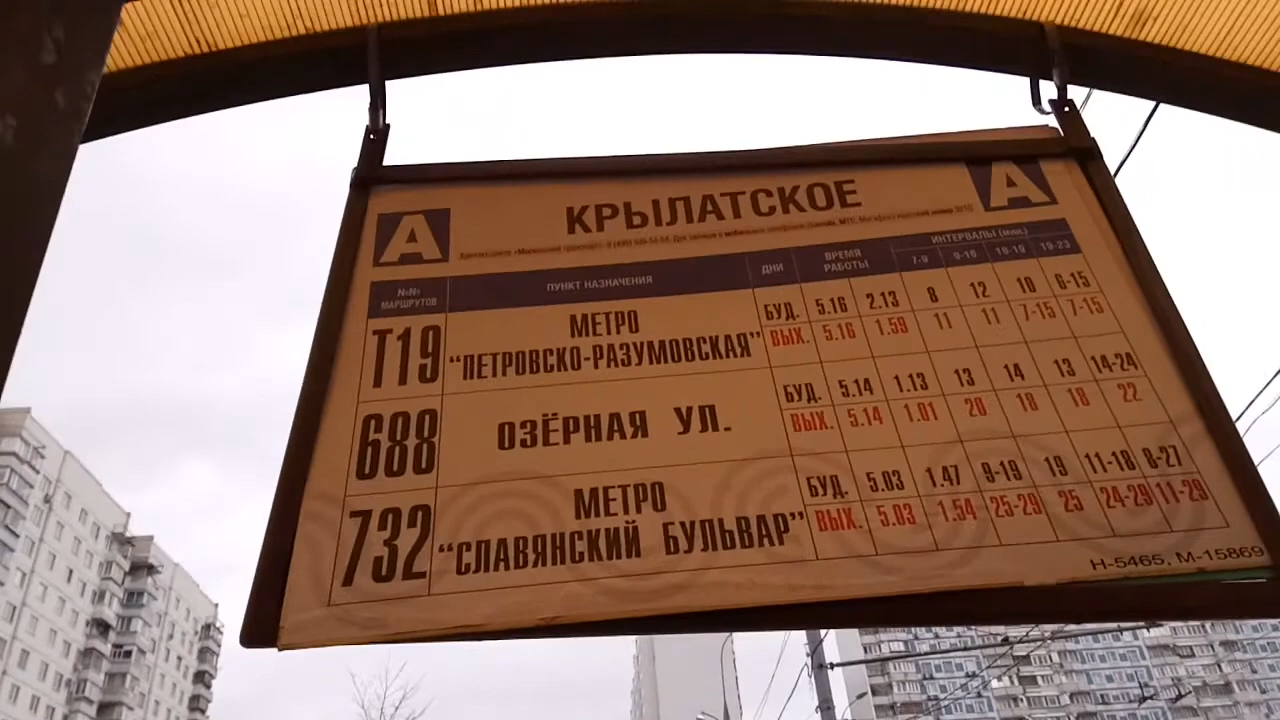 А КРЫЛАТСКОЕ А
№№ МАРШРУТОВ ПУНКТ НАЗНАЧЕНИЯ ДНИ ВРЕМЯ РАБОТЫ ИНТЕРВАЛЫ (мин.)
7-9 9-16 16-19 19-23
Т19 МЕТРО "ПЕТРОВСКО-РАЗУМОВСКАЯ" БУД. 5.16 2.13 8 12 10 6-15
ВЫХ. 5.16 1.59 11 11 7-15 7-15
688 ОЗЁРНАЯ УЛ. БУД. 5.14 1.13 13 14 13 14-24
ВЫХ. 5.14 1.01 20 18 18 22
732 МЕТРО "СЛАВЯНСКИЙ БУЛЬВАР" БУД. 5.03 1.47 9-19 19 11-18 8-27
ВЫХ. 5.03 1.54 25-29 25 24-29 11-29
Н-5465, М-15869